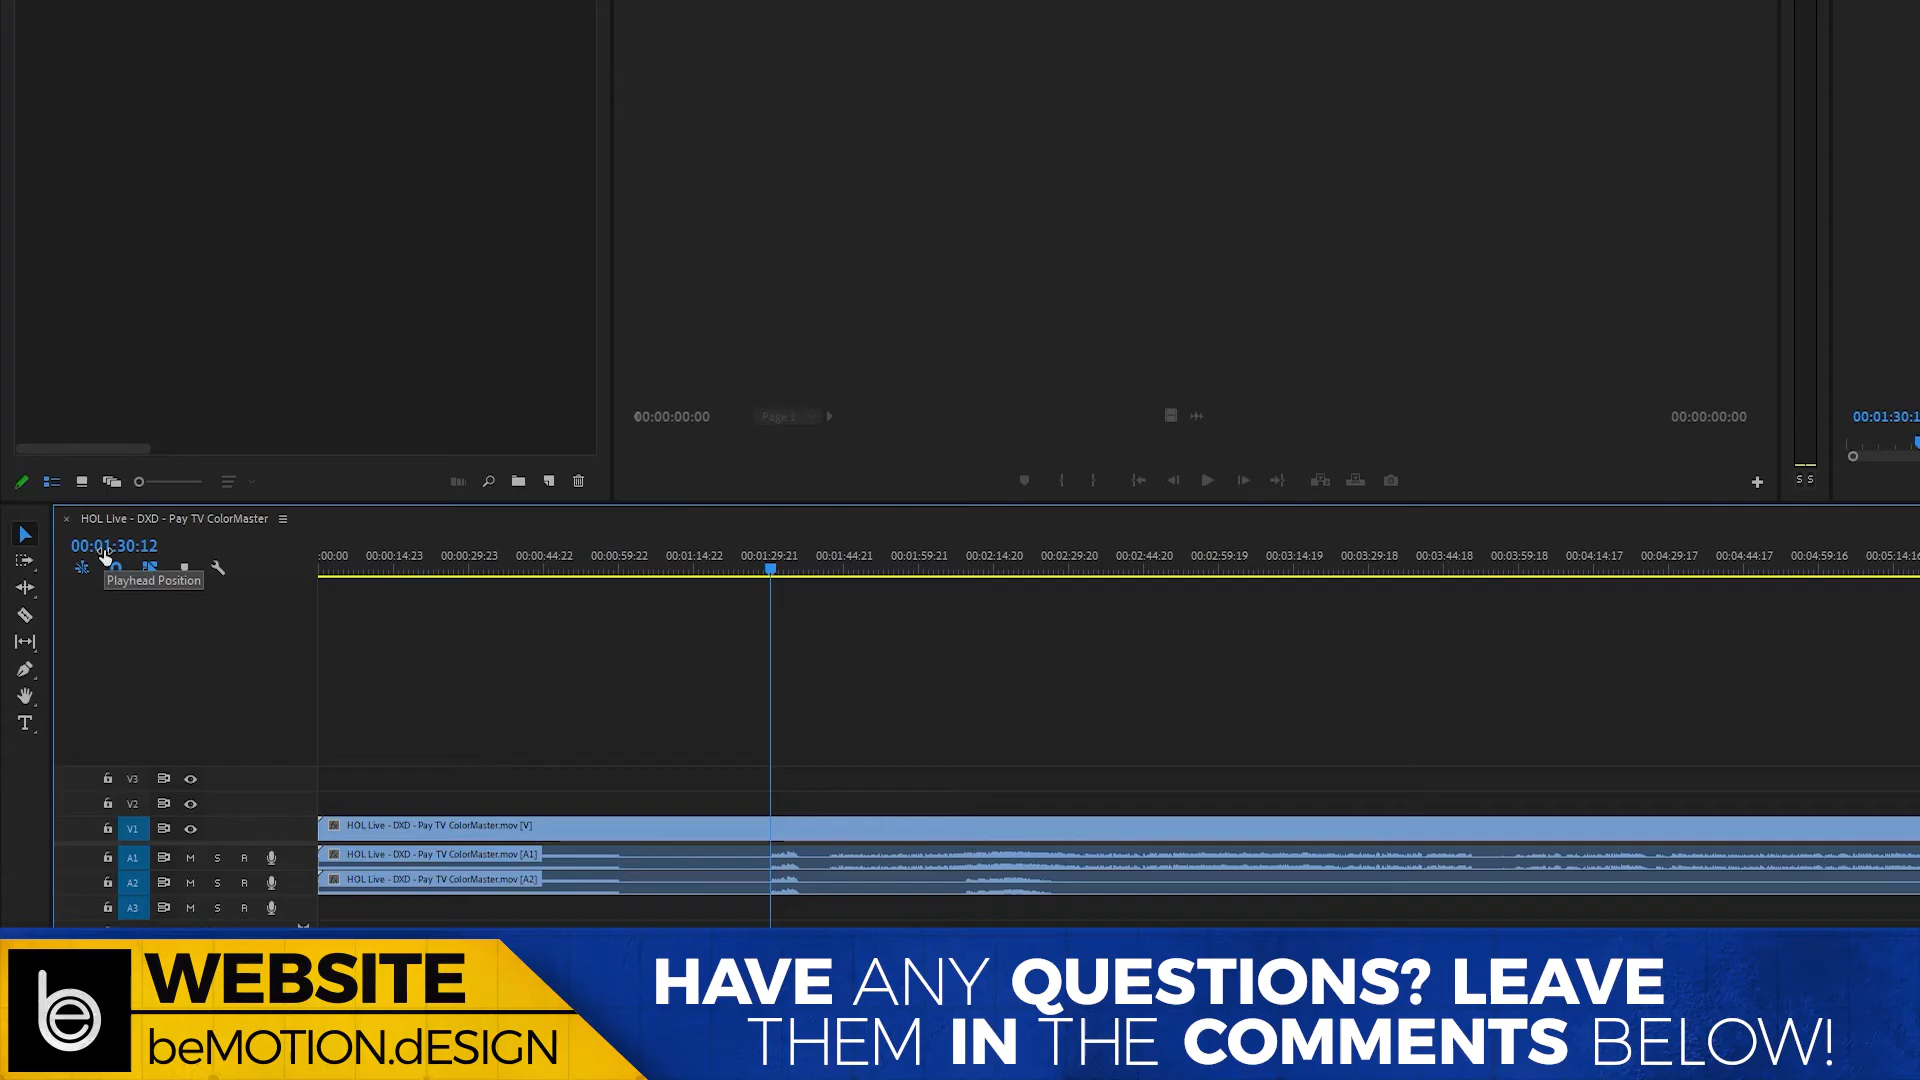 00:00:00:00
Page 1
00:00:00:00
00:01:30:1
S S
HOL Live - DXD - Pay TV ColorMaster
00:01:30:12
Playhead Position
:00:00 00:00:14:23 00:00:29:23 00:00:44:22 00:00:59:22 00:01:14:22 00:01:29:21 00:01:44:21 00:01:59:21 00:02:14:20 00:02:29:20 00:02:44:20 00:02:59:19 00:03:14:19 00:03:29:18 00:03:44:18 00:03:59:18 00:04:14:17 00:04:29:17 00:04:44:17 00:04:59:16 00:05:14:16
V3
V2
V1 HOL Live - DXD - Pay TV ColorMaster.mov [V]
A1 M S R HOL Live - DXD - Pay TV ColorMaster.mov [A1]
A2 M S R HOL Live - DXD - Pay TV ColorMaster.mov [A2]
A3 M S R
be
WEBSITE
beMOTION.dESIGN
HAVE ANY QUESTIONS? LEAVE
THEM IN THE COMMENTS BELOW!